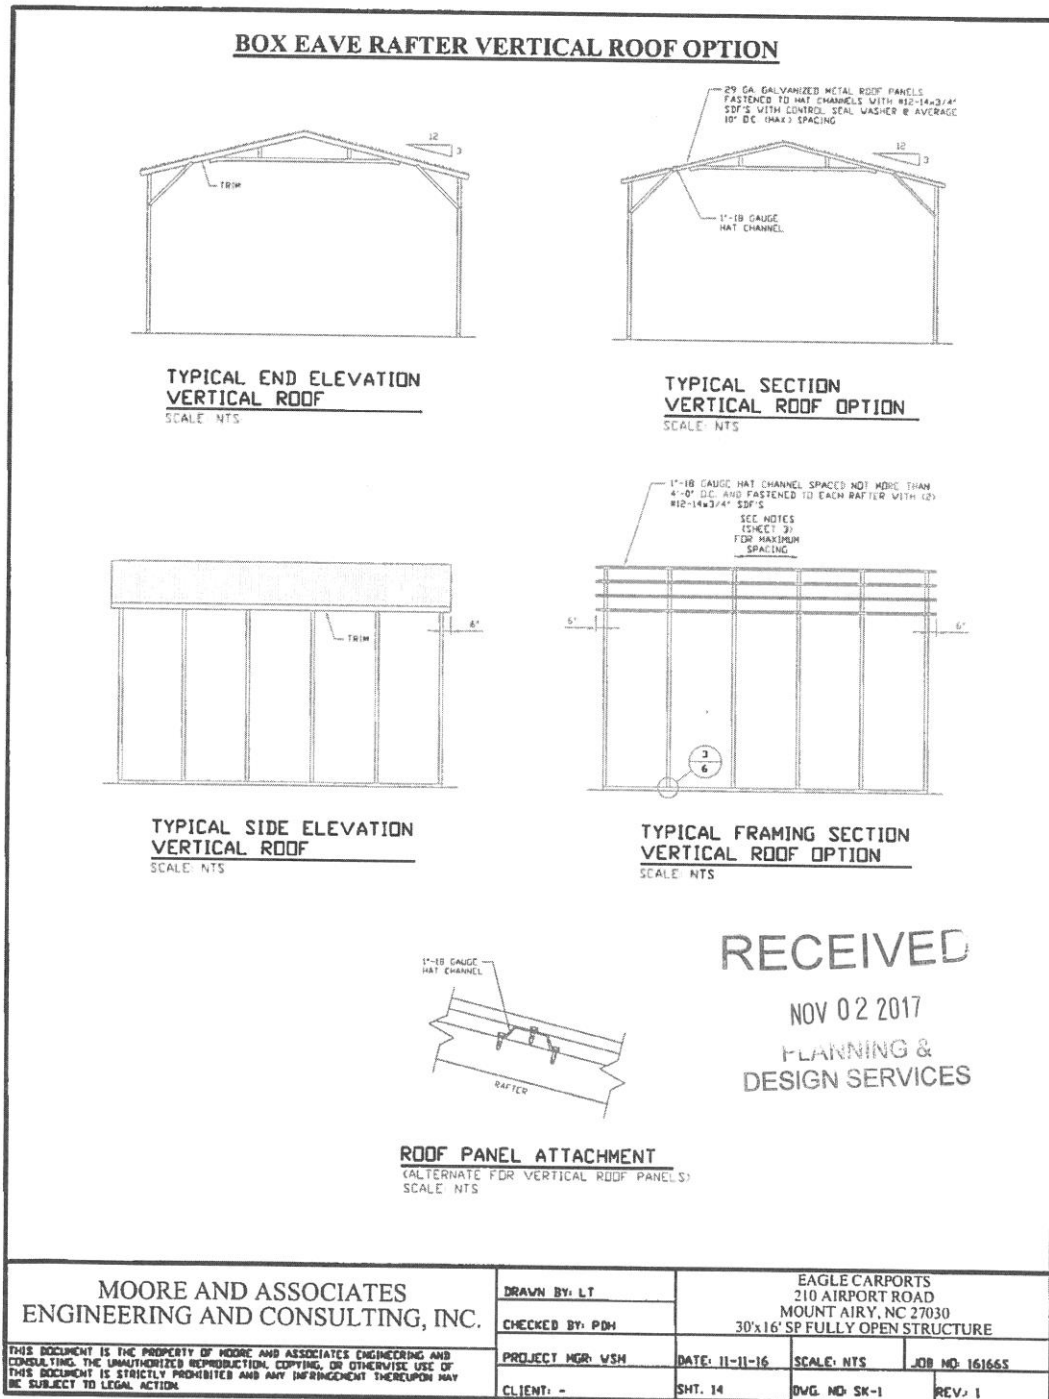 BOX EAVE RAFTER VERTICAL ROOF OPTION
29 GA. GALVANIZED METAL ROOF PANELS
FASTENED TO HAT CHANNELS WITH #12-14x3/4"
SDF'S WITH CONTROL SEAL WASHER @ AVERAGE
10" O.C. (MAX.) SPACING
12
3
TRIM
12
3
1"-18 GAUGE
HAT CHANNEL
TYPICAL END ELEVATION
VERTICAL ROOF
SCALE: NTS
TYPICAL SECTION
VERTICAL ROOF OPTION
SCALE: NTS
1"-18 GAUGE HAT CHANNEL SPACED NOT MORE THAN
4'-0" O.C. AND FASTENED TO EACH RAFTER WITH (2)
#12-14x3/4" SDF'S
SEE NOTES
(SHEET 3)
FOR MAXIMUM
SPACING
TRIM
6"
6"
6"
3
6
TYPICAL SIDE ELEVATION
VERTICAL ROOF
SCALE: NTS
TYPICAL FRAMING SECTION
VERTICAL ROOF OPTION
SCALE: NTS
RECEIVED
NOV 02 2017
PLANNING &
DESIGN SERVICES
1"-18 GAUGE
HAT CHANNEL
RAFTER
ROOF PANEL ATTACHMENT
(ALTERNATE FOR VERTICAL ROOF PANELS)
SCALE: NTS
MOORE AND ASSOCIATES
ENGINEERING AND CONSULTING, INC.
THIS DOCUMENT IS THE PROPERTY OF MOORE AND ASSOCIATES ENGINEERING AND
CONSULTING. THE UNAUTHORIZED REPRODUCTION, COPYING, OR OTHERWISE USE OF
THIS DOCUMENT IS STRICTLY PROHIBITED AND ANY INFRINGEMENT THEREUPON MAY
BE SUBJECT TO LEGAL ACTION.
DRAWN BY: LT
CHECKED BY: PDH
PROJECT MGR: WSM
CLIENT: -
EAGLE CARPORTS
210 AIRPORT ROAD
MOUNT AIRY, NC 27030
30'x16' SP FULLY OPEN STRUCTURE
DATE: 11-11-16
SCALE: NTS
JOB NO: 16166S
SHT. 14
DWG. NO: SK-1
REV.: 1